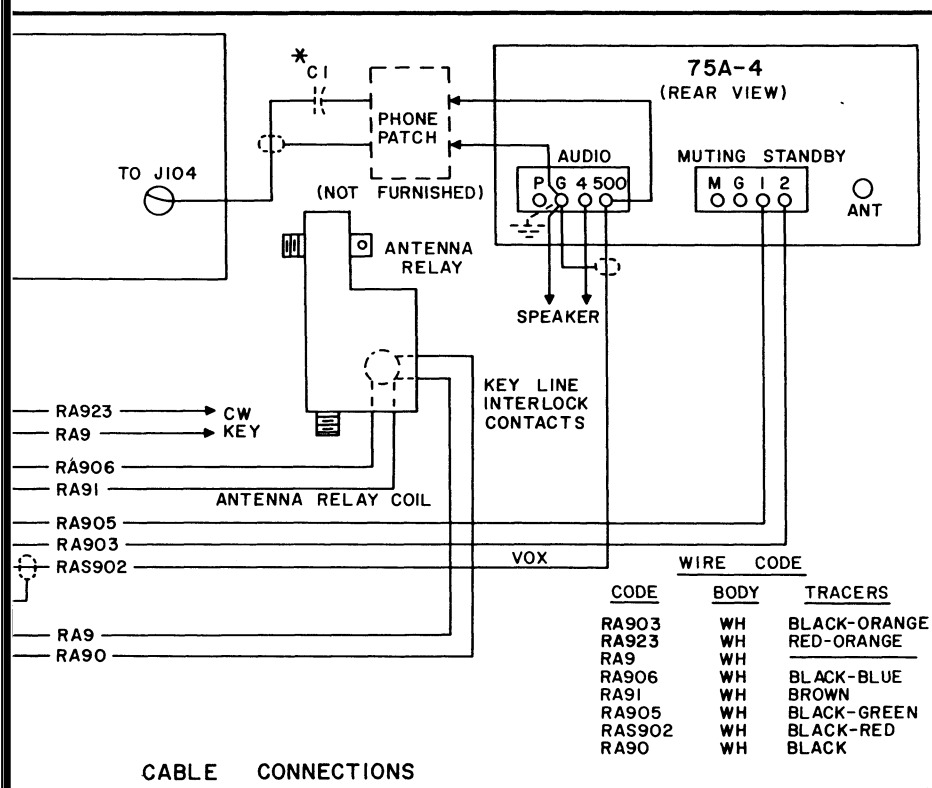 75A-4
(REAR VIEW)
*
C1
PHONE
PATCH
(NOT FURNISHED)
TO J104
AUDIO
P G 4 500
MUTING STANDBY
M G 1 2
ANT
SPEAKER
ANTENNA
RELAY
KEY LINE
INTERLOCK
CONTACTS
RA923
CW
RA9
KEY
RA906
RA91
ANTENNA RELAY COIL
RA905
RA903
RAS902
VOX
RA9
RA90
WIRE CODE
CODE BODY TRACERS
RA903 WH BLACK-ORANGE
RA923 WH RED-ORANGE
RA9 WH
RA906 WH BLACK-BLUE
RA91 WH BROWN
RA905 WH BLACK-GREEN
RAS902 WH BLACK-RED
RA90 WH BLACK
CABLE CONNECTIONS